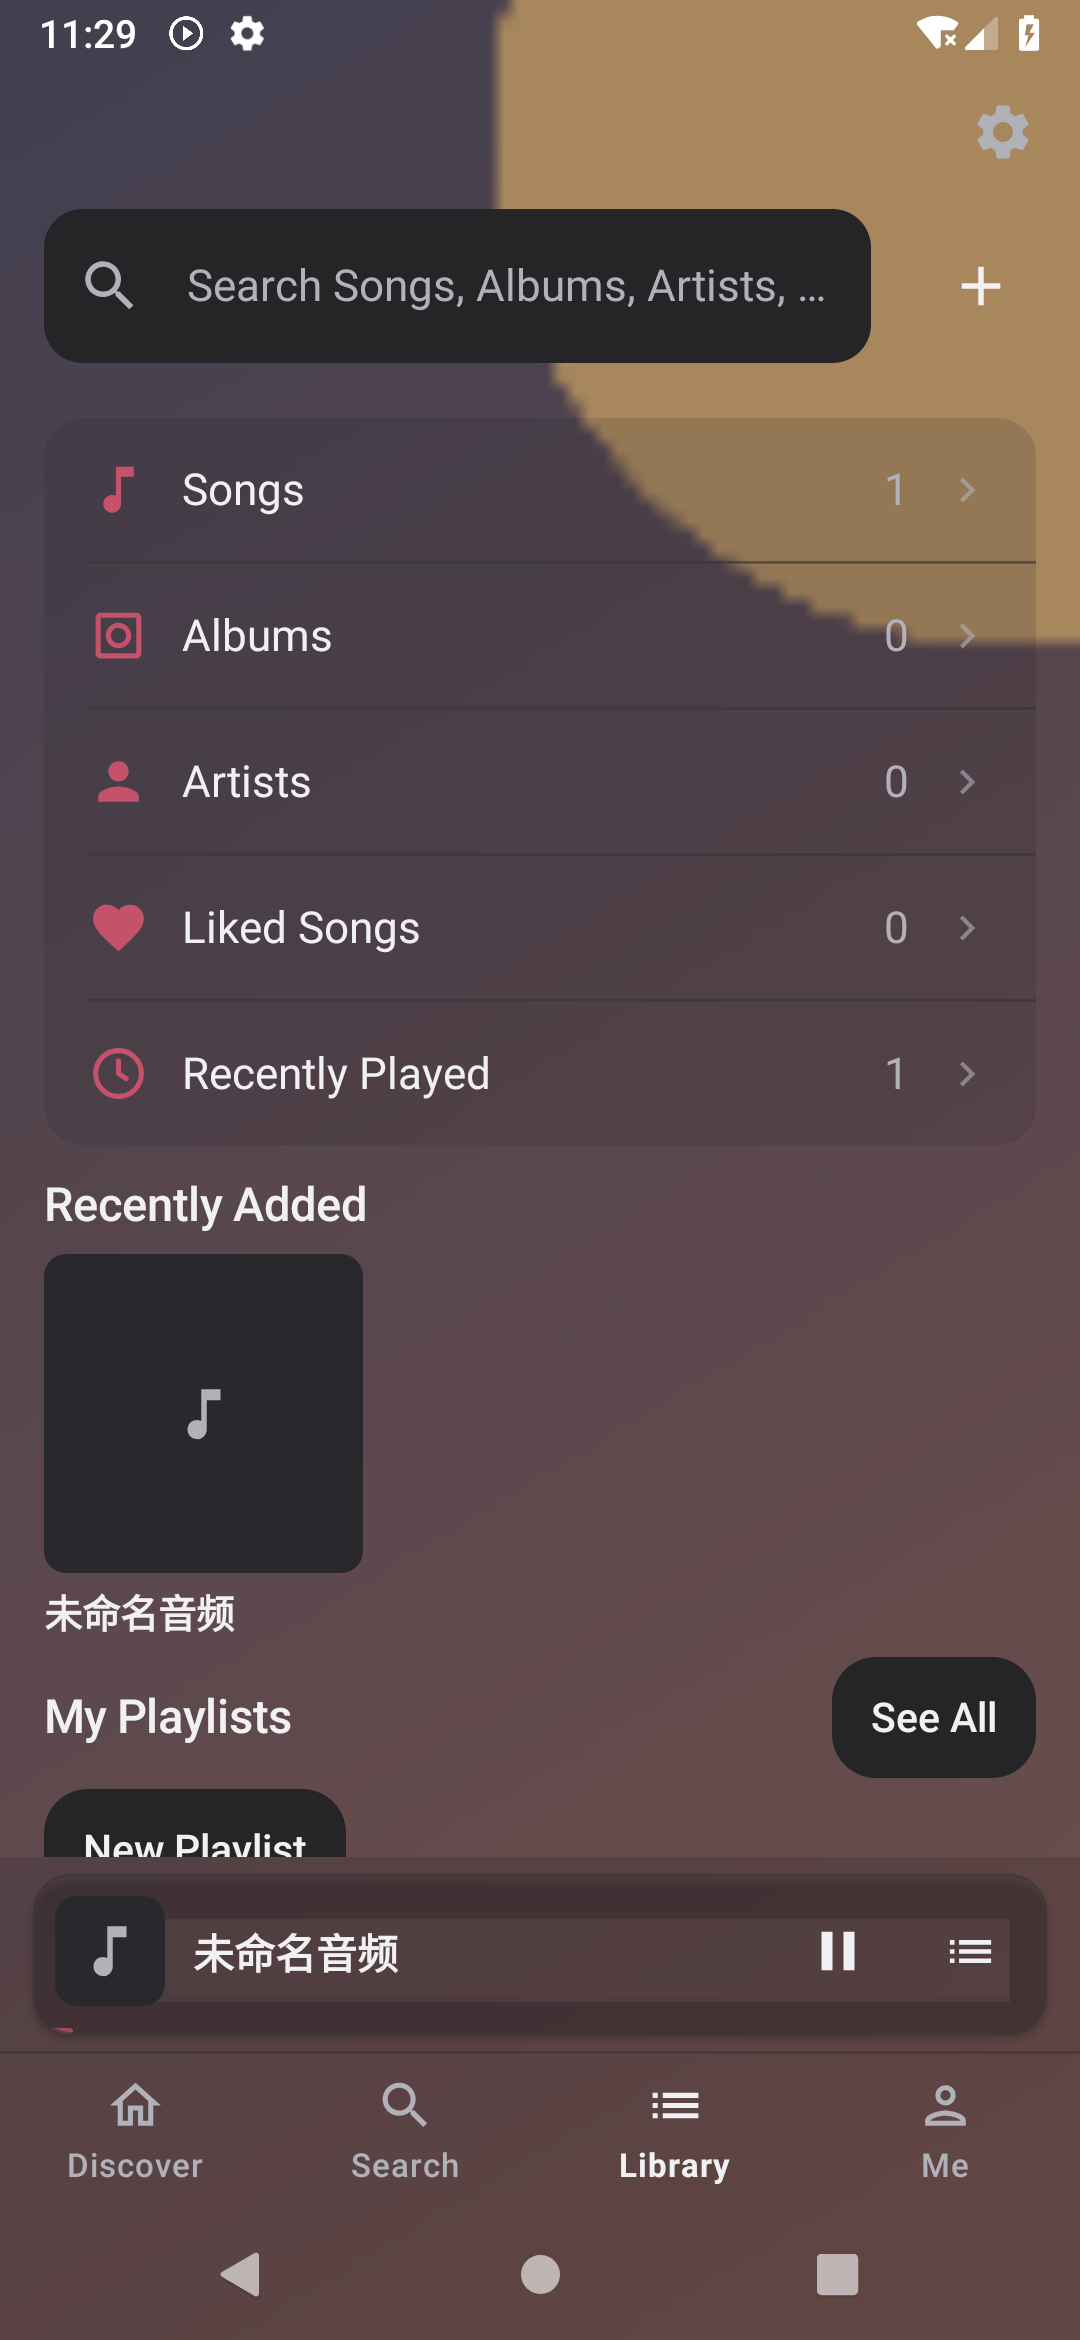 11:29
Search Songs, Albums, Artists, ...
Songs 1
Albums 0
Artists 0
Liked Songs 0
Recently Played 1
Recently Added
未命名音频
My Playlists See All
New Playlist
未命名音频
Discover Search Library Me